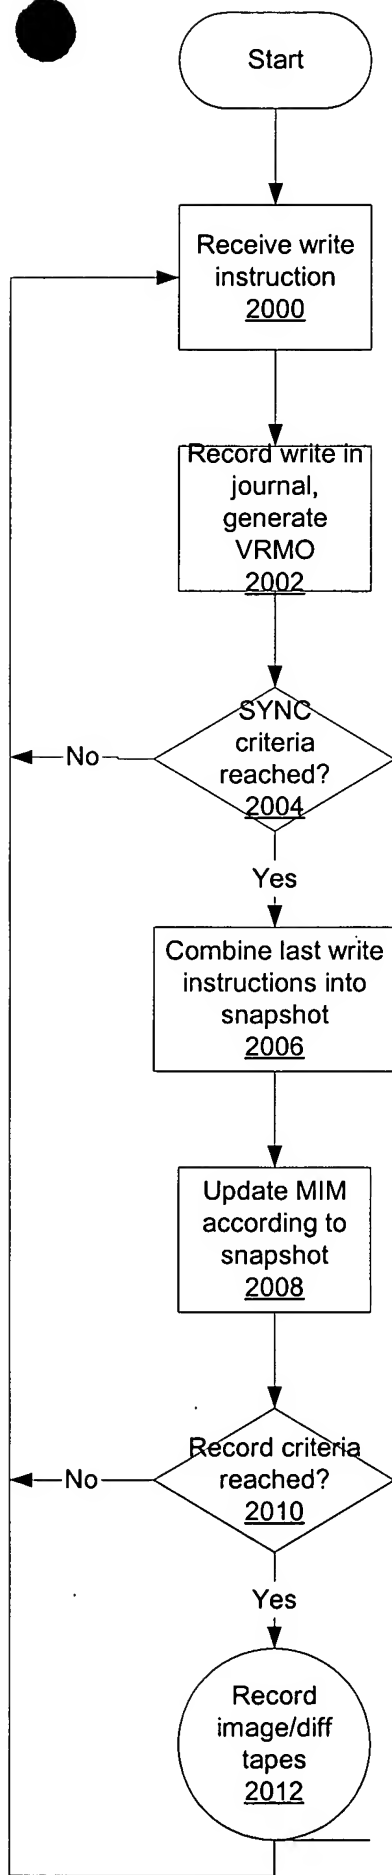 Start
Receive write
instruction
2000
Record write in
journal,
generate
VRMO
2002
SYNC
criteria
reached?
2004
No
Yes
Combine last write
instructions into
snapshot
2006
Update MIM
according to
snapshot
2008
Record criteria
reached?
2010
No
Yes
Record
image/diff
tapes
2012